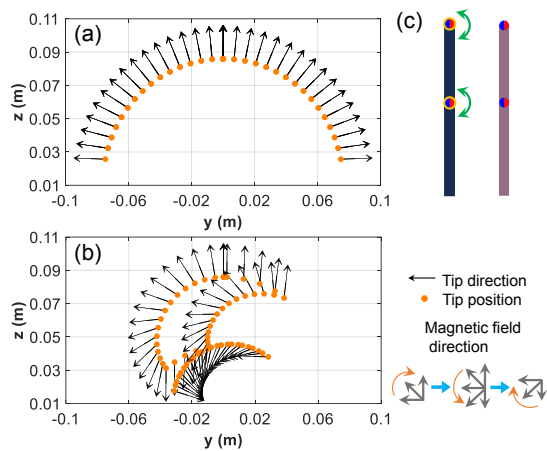 (a)
0.11
0.09
0.07
0.05
0.03
0.01
z (m)
-0.1 -0.06 -0.02 0.02 0.06 0.1
y (m)
(b)
0.11
0.09
0.07
0.05
0.03
0.01
z (m)
-0.1 -0.06 -0.02 0.02 0.06 0.1
y (m)
(c)
Tip direction
Tip position
Magnetic field
direction